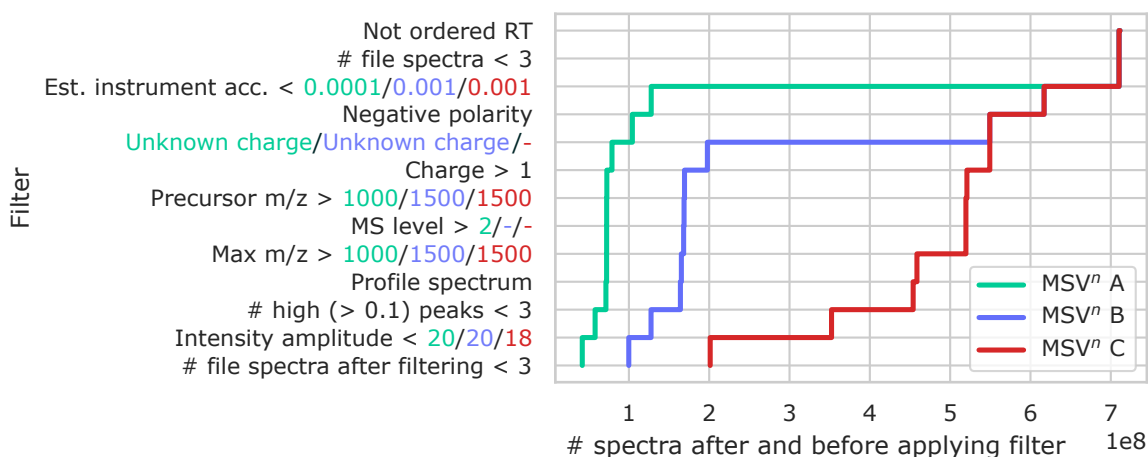 Filter
Not ordered RT
# file spectra < 3
Est. instrument acc. < 0.0001/0.001/0.001
Negative polarity
Unknown charge/Unknown charge/-
Charge > 1
Precursor m/z > 1000/1500/1500
MS level > 2/-/-
Max m/z > 1000/1500/1500
Profile spectrum
# high (> 0.1) peaks < 3
Intensity amplitude < 20/20/18
# file spectra after filtering < 3
MSVⁿ A
MSVⁿ B
MSVⁿ C
1 2 3 4 5 6 7
1e8
# spectra after and before applying filter